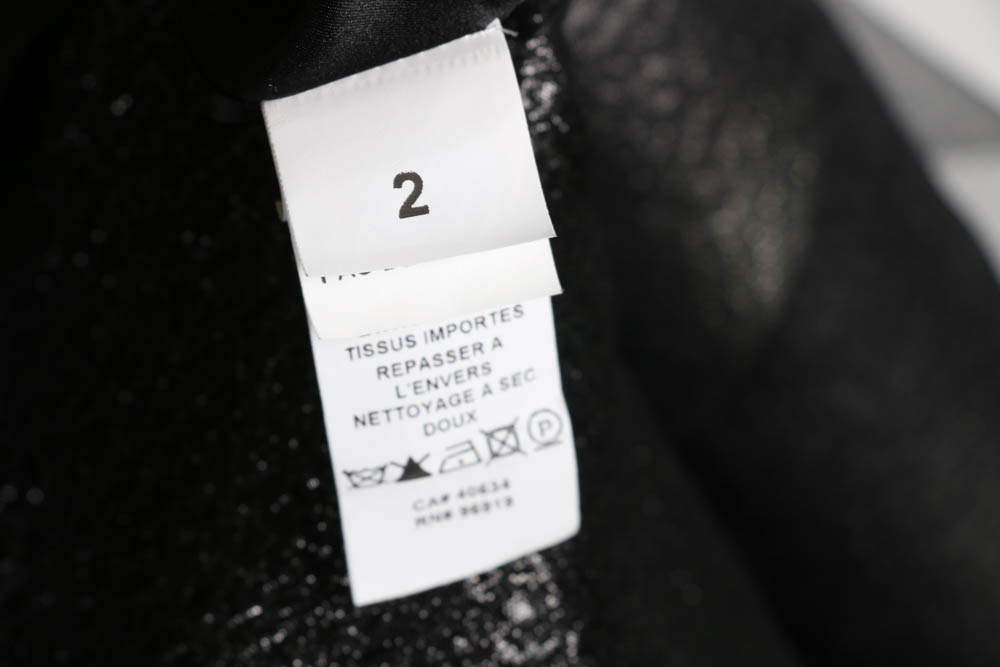 2
TISSUS IMPORTES
REPASSER A
L'ENVERS
NETTOYAGE A SEC
DOUX
P
CA# 40634
RN# 96919